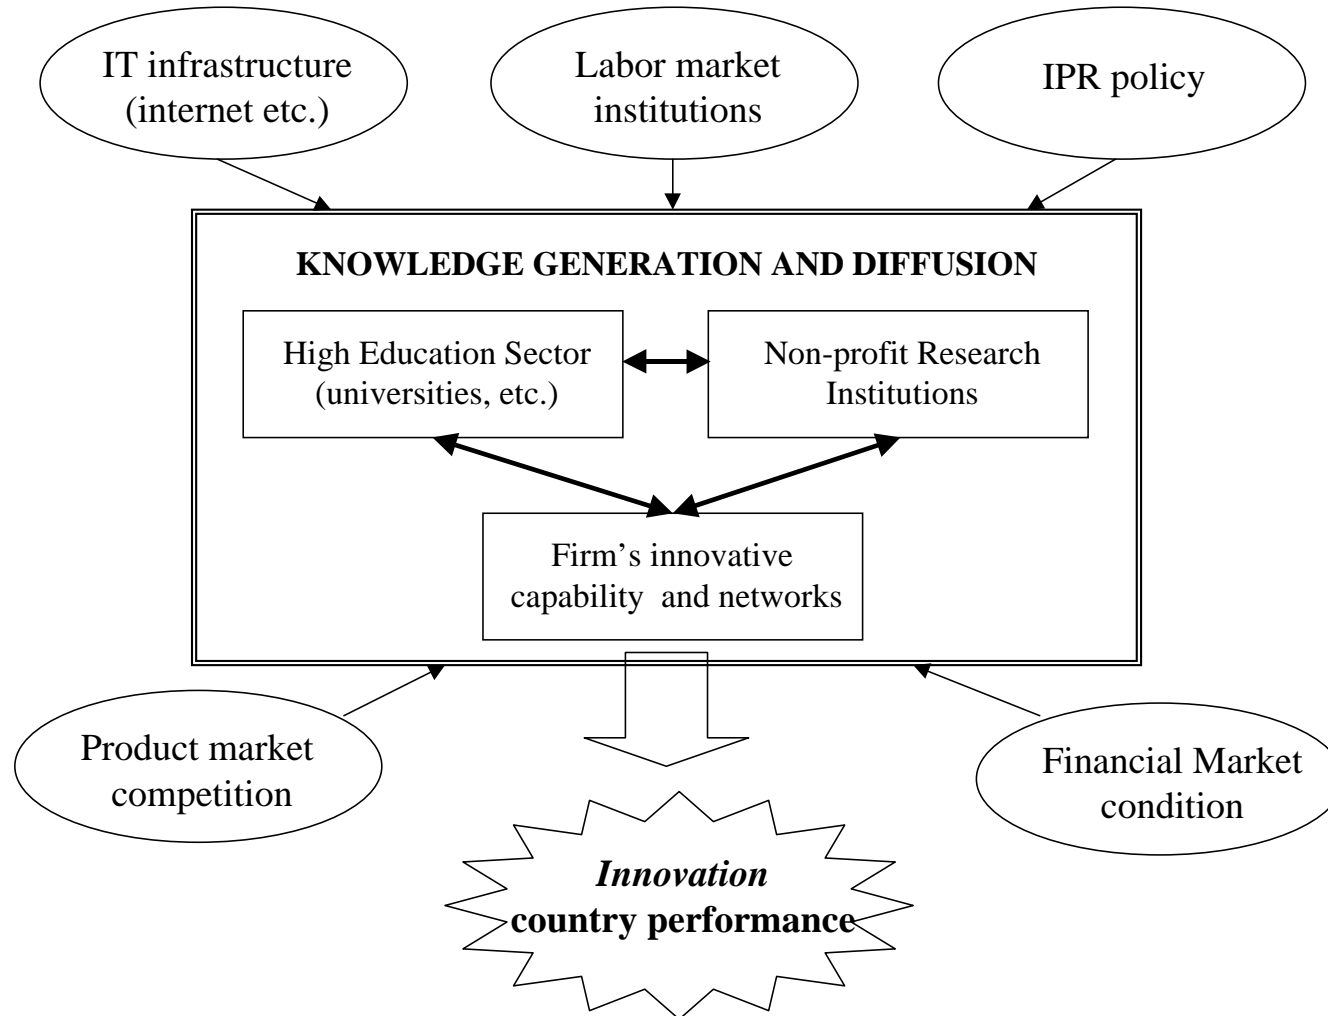 IT infrastructure
(internet etc.)
Labor market
institutions
IPR policy
KNOWLEDGE GENERATION AND DIFFUSION
High Education Sector
(universities, etc.)
Non-profit Research
Institutions
Firm’s innovative
capability  and networks
Product market
competition
Financial Market
condition
Innovation
country performance